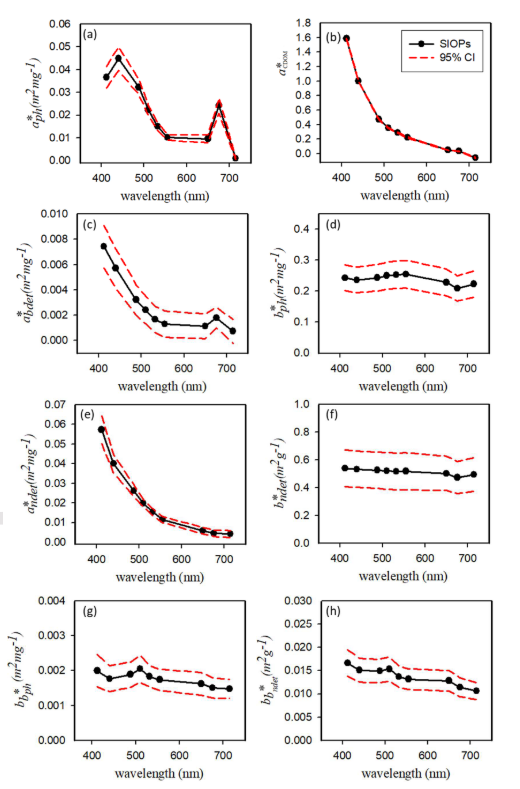 (a)
0.06
0.05
0.04
0.03
0.02
0.01
0.00
a*ph(m²mg⁻¹)
400 500 600 700
wavelength (nm)
(b)
SIOPs
95% CI
1.8
1.6
1.4
1.2
1.0
0.8
0.6
0.4
0.2
0.0
a*CDOM
400 500 600 700
wavelength (nm)
(c)
0.010
0.008
0.006
0.004
0.002
0.000
a*bdet(m²mg⁻¹)
400 500 600 700
wavelength (nm)
(d)
0.4
0.3
0.2
0.1
0.0
b*ph(m²mg⁻¹)
400 500 600 700
wavelength (nm)
(e)
0.07
0.06
0.05
0.04
0.03
0.02
0.01
0.00
a*ndet(m²mg⁻¹)
400 500 600 700
wavelength (nm)
(f)
1.0
0.8
0.6
0.4
0.2
0.0
b*ndet(m²g⁻¹)
400 500 600 700
wavelength (nm)
(g)
0.004
0.003
0.002
0.001
0.000
b*bph(m²mg⁻¹)
400 500 600 700
wavelength (nm)
(h)
0.030
0.025
0.020
0.015
0.010
0.005
0.000
b*bndet(m²g⁻¹)
400 500 600 700
wavelength (nm)